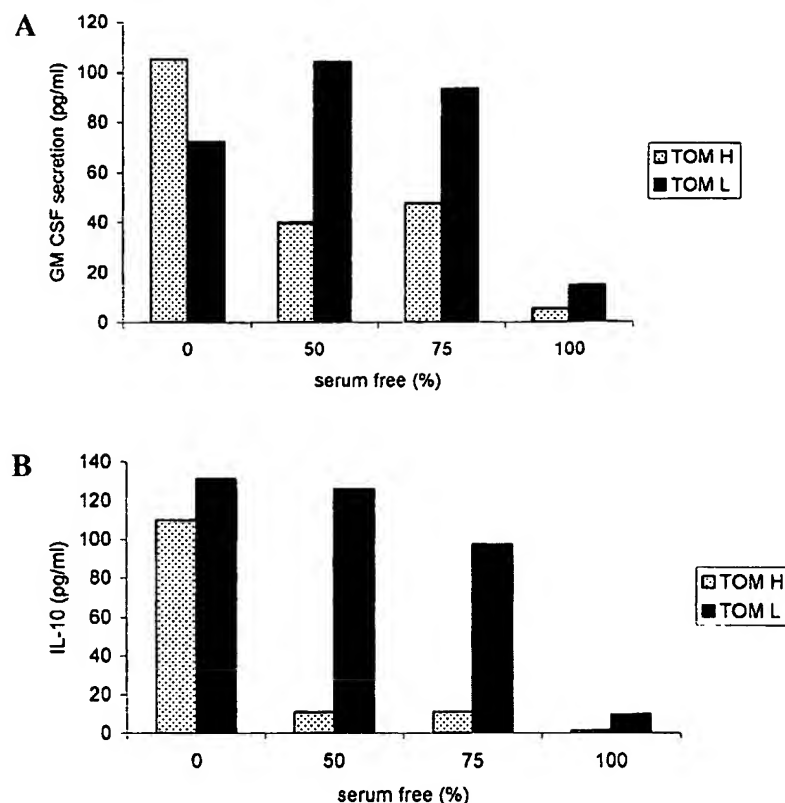 A
GM CSF secretion (pg/ml)
120
100
80
60
40
20
0
0 50 75 100
serum free (%)
TOM H
TOM L
B
IL-10 (pg/ml)
140
120
100
80
60
40
20
0
0 50 75 100
serum free (%)
TOM H
TOM L